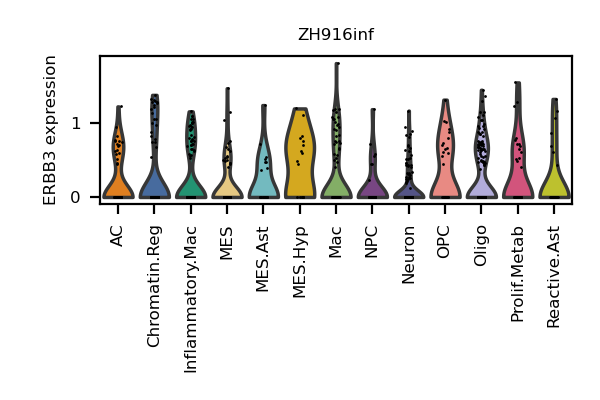 ZH916inf
ERBB3 expression
1
0
AC
Chromatin.Reg
Inflammatory.Mac
MES
MES.Ast
MES.Hyp
Mac
NPC
Neuron
OPC
Oligo
Prolif.Metab
Reactive.Ast